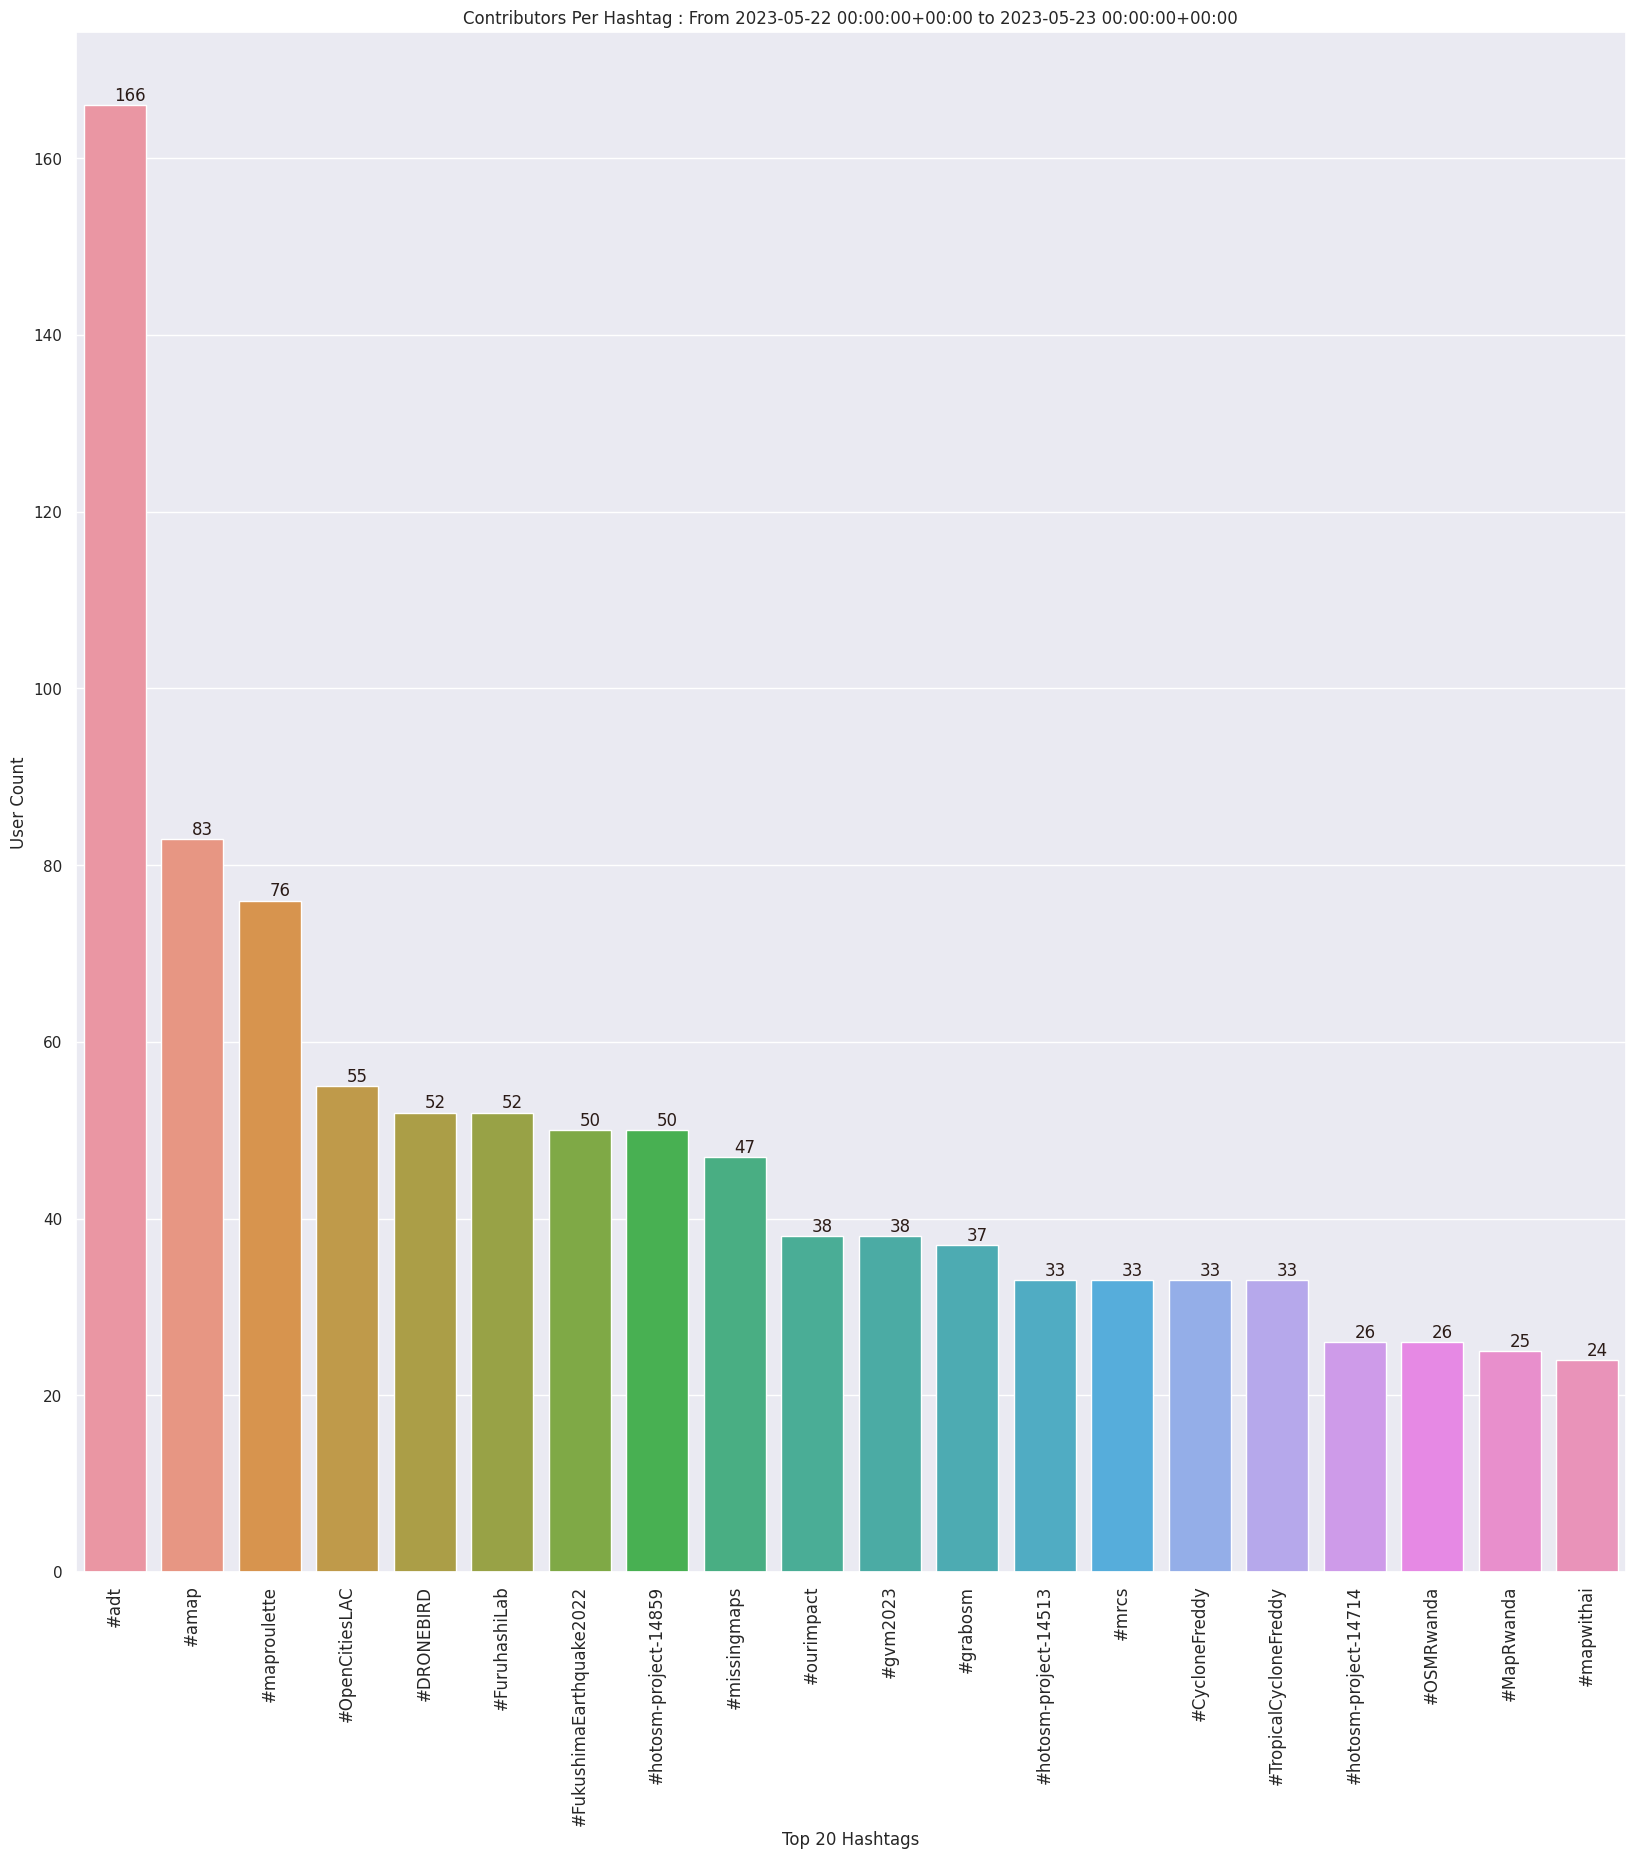 Contributors Per Hashtag : From 2023-05-22 00:00:00+00:00 to 2023-05-23 00:00:00+00:00
User Count
160
140
120
100
80
60
40
20
0
166
83
76
55
52
52
50
50
47
38
38
37
33
33
33
33
26
26
25
24
#adt
#amap
#maproulette
#OpenCitiesLAC
#DRONEBIRD
#FuruhashiLab
#FukushimaEarthquake2022
#hotosm-project-14859
#missingmaps
#ourimpact
#gvm2023
#grabosm
#hotosm-project-14513
#mrcs
#CycloneFreddy
#TropicalCycloneFreddy
#hotosm-project-14714
#OSMRwanda
#MapRwanda
#mapwithai
Top 20 Hashtags